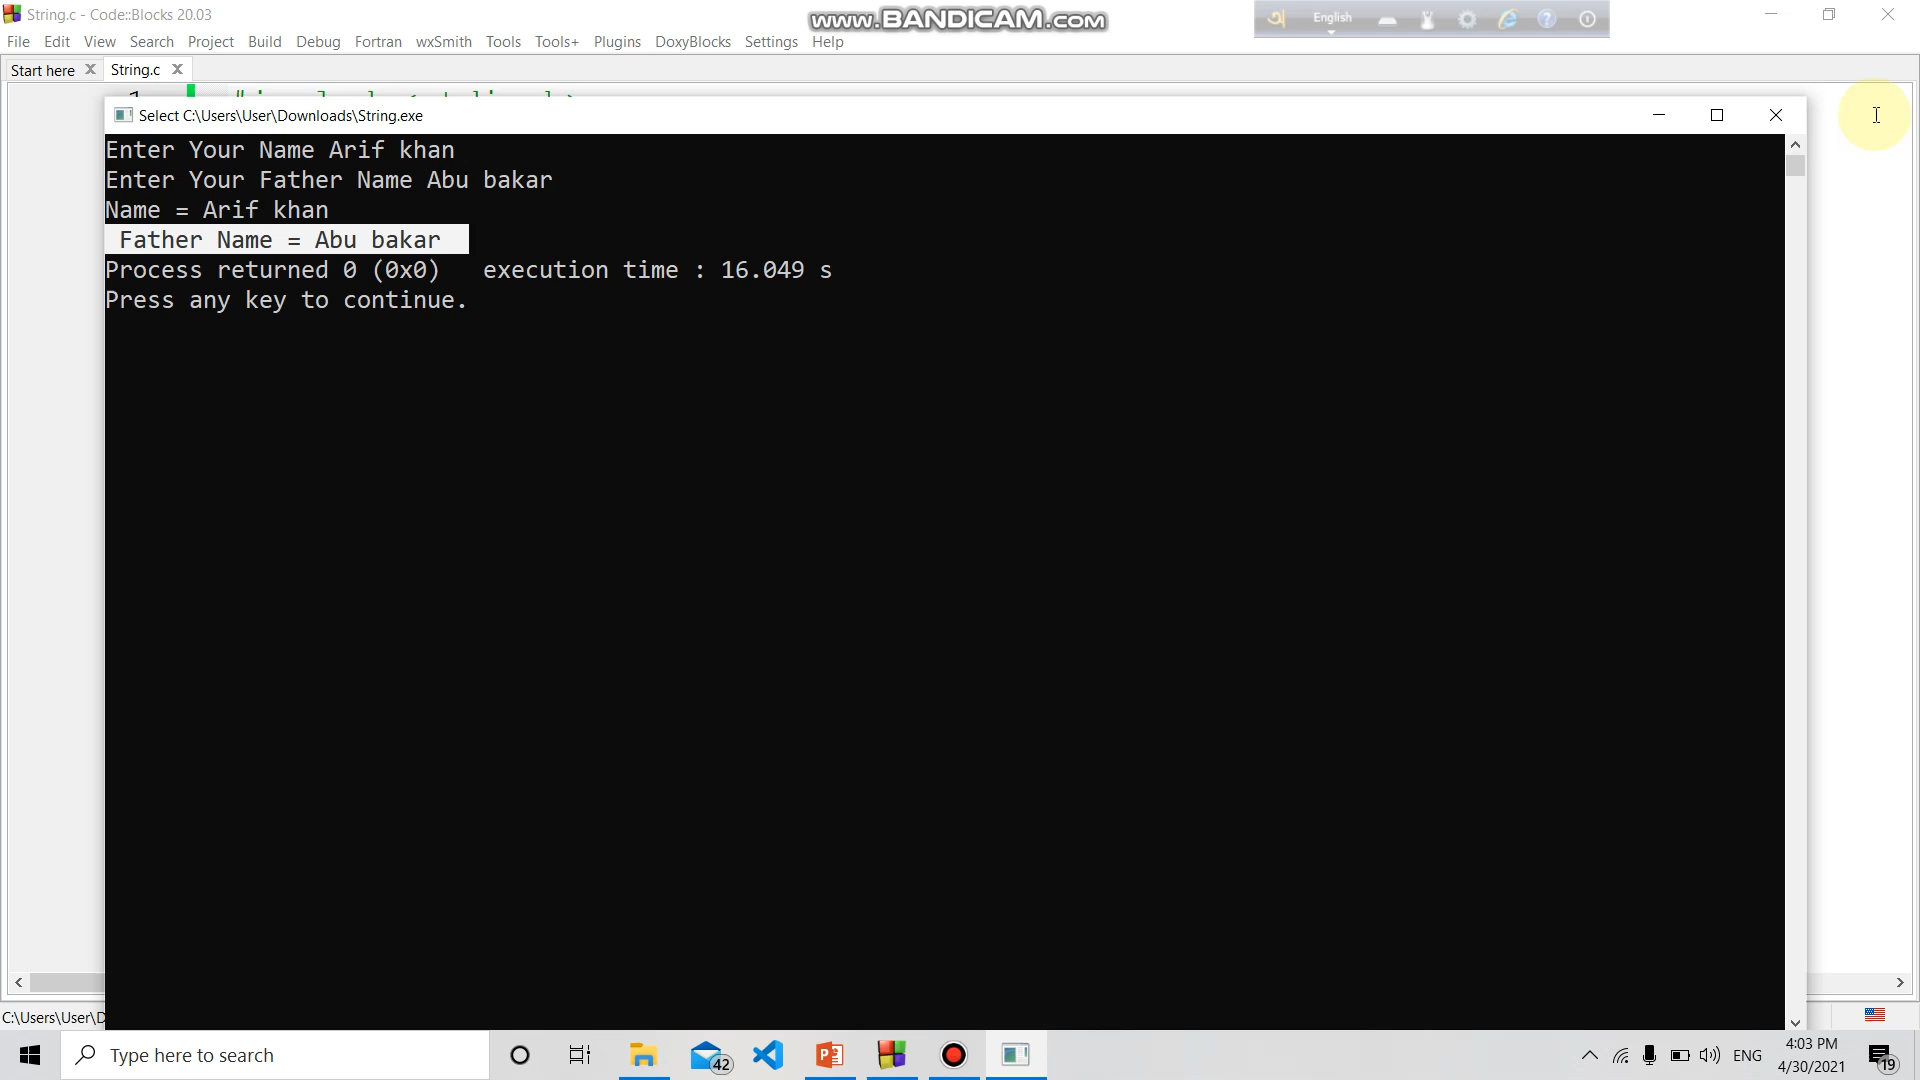 String.c - Code::Blocks 20.03
www.BANDICAM.com
English
File Edit View Search Project Build Debug Fortran wxSmith Tools Tools+ Plugins DoxyBlocks Settings Help
Start here String.c
1
Select C:\Users\User\Downloads\String.exe
Enter Your Name Arif khan
Enter Your Father Name Abu bakar
Name = Arif khan
Father Name = Abu bakar
Process returned 0 (0x0) execution time : 16.049 s
Press any key to continue.
C:\Users\User\D
Type here to search
42
ENG
4:03 PM
4/30/2021
19